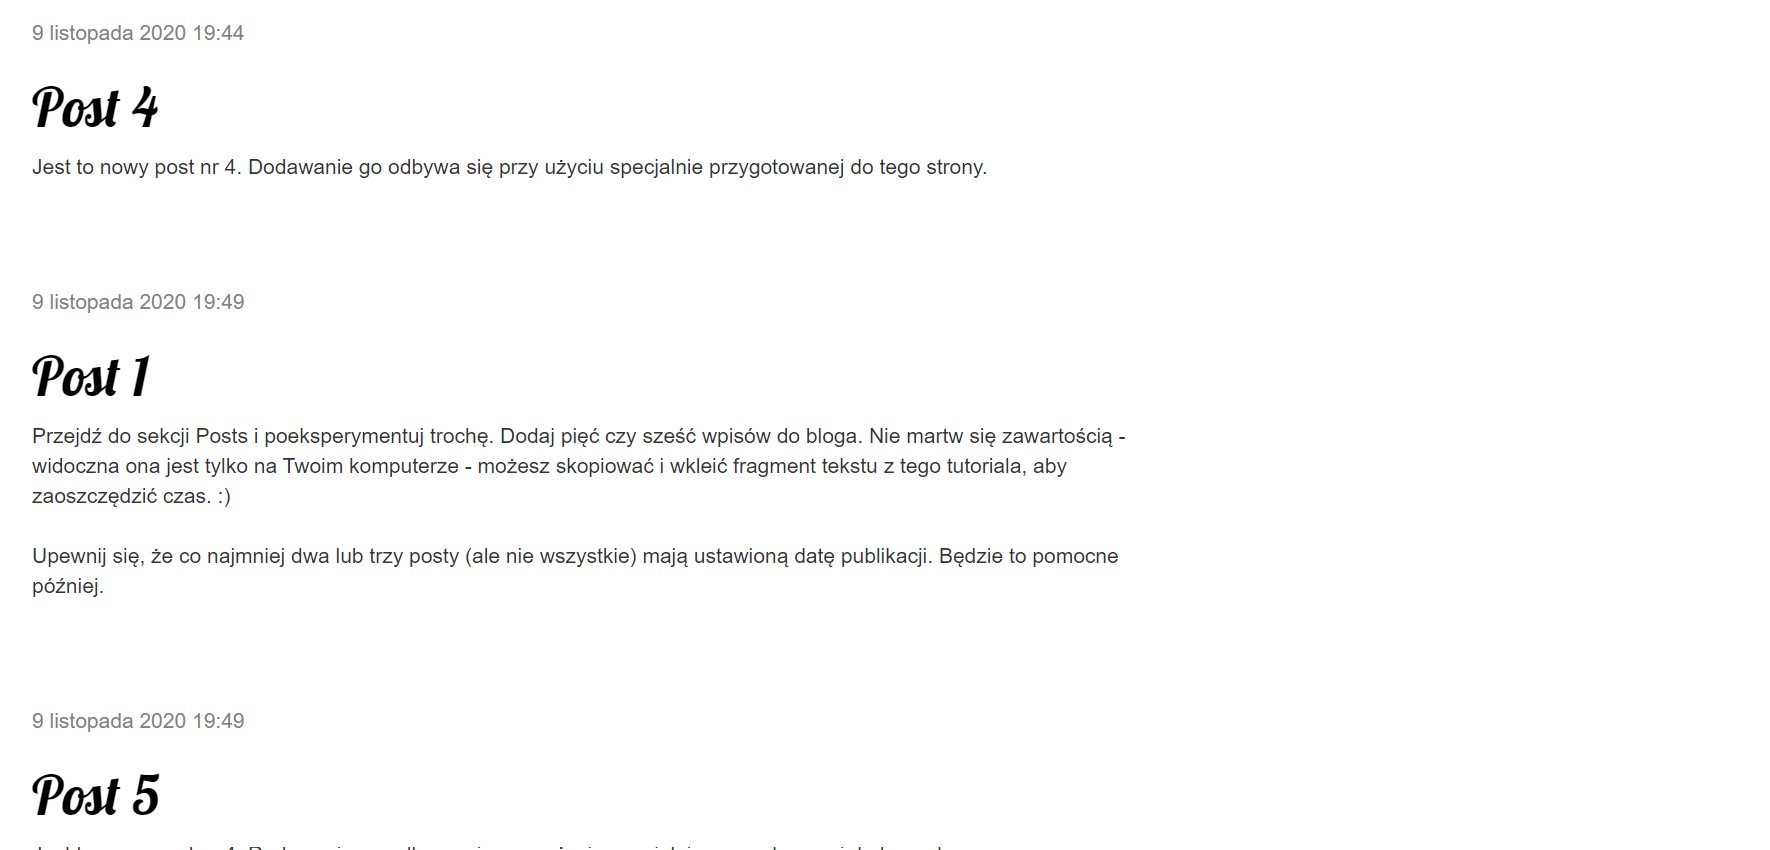 9 listopada 2020 19:44
Post 4
Jest to nowy post nr 4. Dodawanie go odbywa się przy użyciu specjalnie przygotowanej do tego strony.
9 listopada 2020 19:49
Post 1
Przejdź do sekcji Posts i poeksperymentuj trochę. Dodaj pięć czy sześć wpisów do bloga. Nie martw się zawartością -
widoczna ona jest tylko na Twoim komputerze - możesz skopiować i wkleić fragment tekstu z tego tutoriala, aby
zaoszczędzić czas. :)
Upewnij się, że co najmniej dwa lub trzy posty (ale nie wszystkie) mają ustawioną datę publikacji. Będzie to pomocne
później.
9 listopada 2020 19:49
Post 5